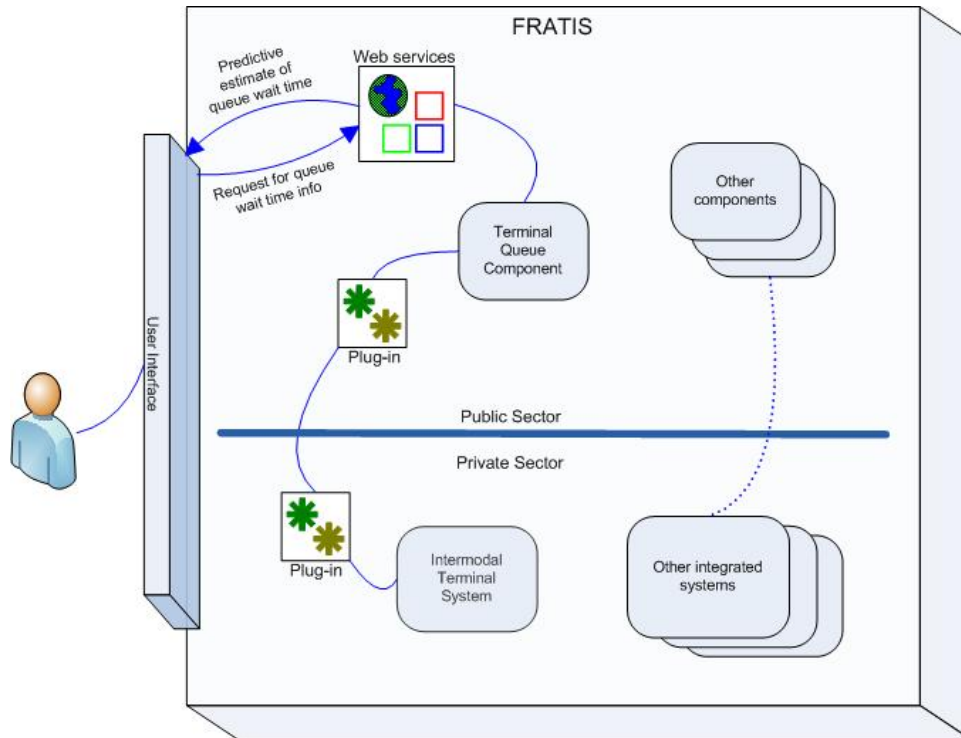 FRATIS
Web services
Predictive
estimate of
queue wait time
Request for queue
wait time info
Other
components
Terminal
Queue
Component
Plug-in
User Interface
Public Sector
Private Sector
Plug-in
Intermodal
Terminal
System
Other integrated
systems